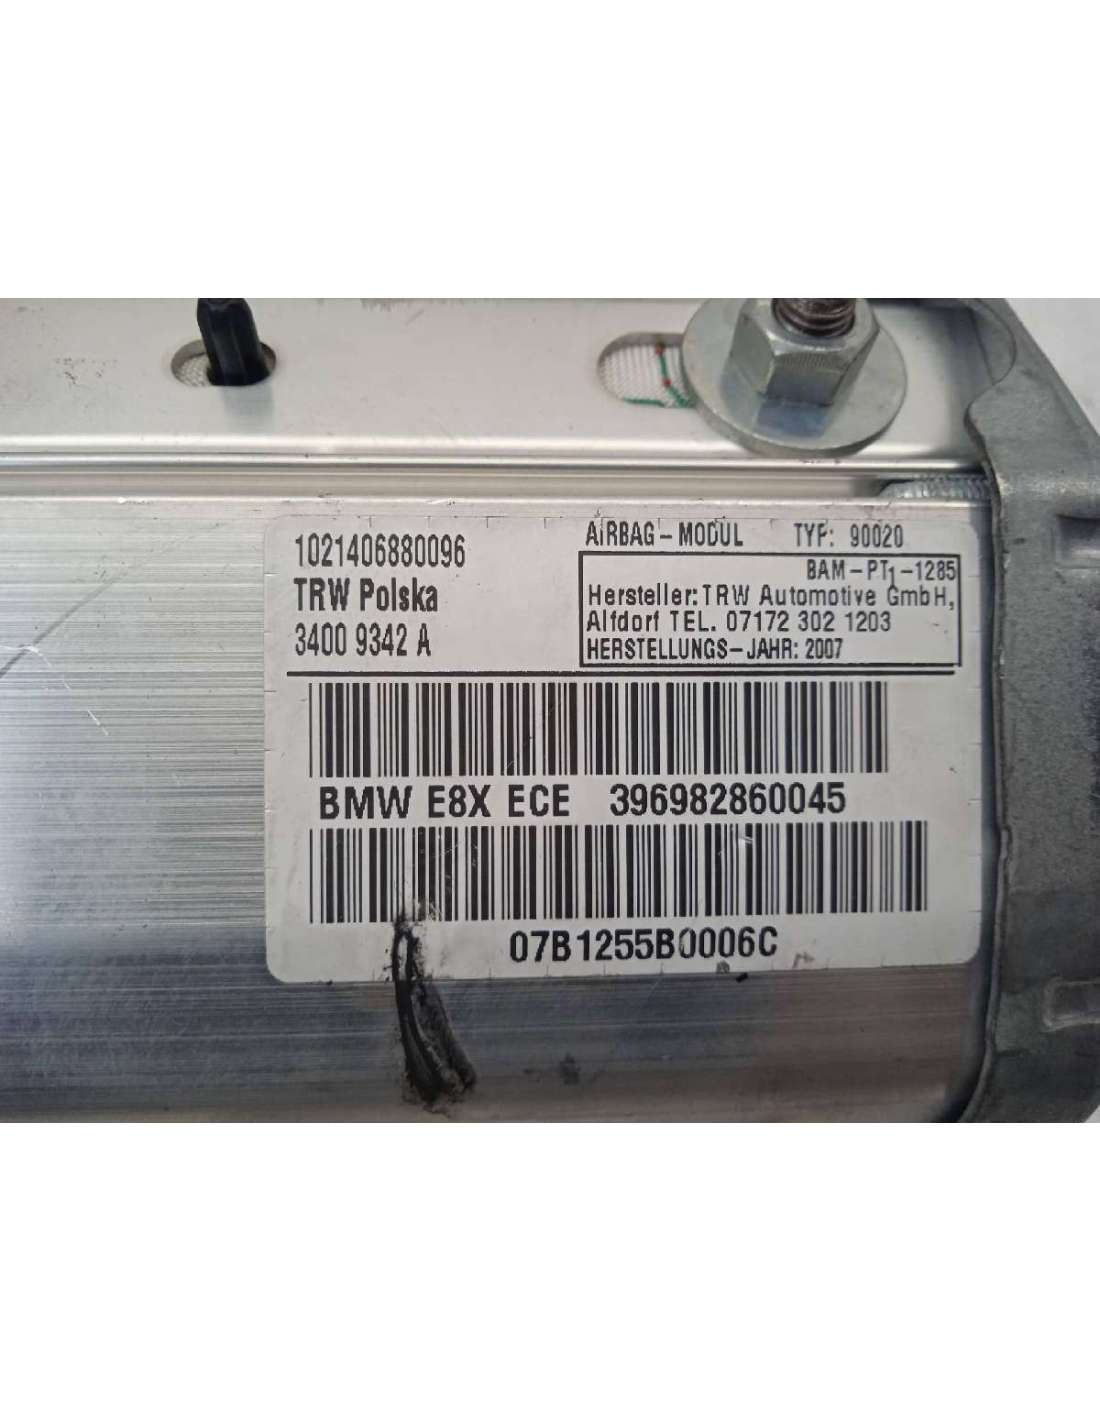 1021406880096
TRW Polska
3400 9342 A
AIRBAG-MODUL TYP: 90020
BAM-PT1-1285
Hersteller: TRW Automotive GmbH,
Alfdorf TEL. 07172 302 1203
HERSTELLUNGS-JAHR: 2007
BMW E8X ECE 396982860045
07B1255B0006C